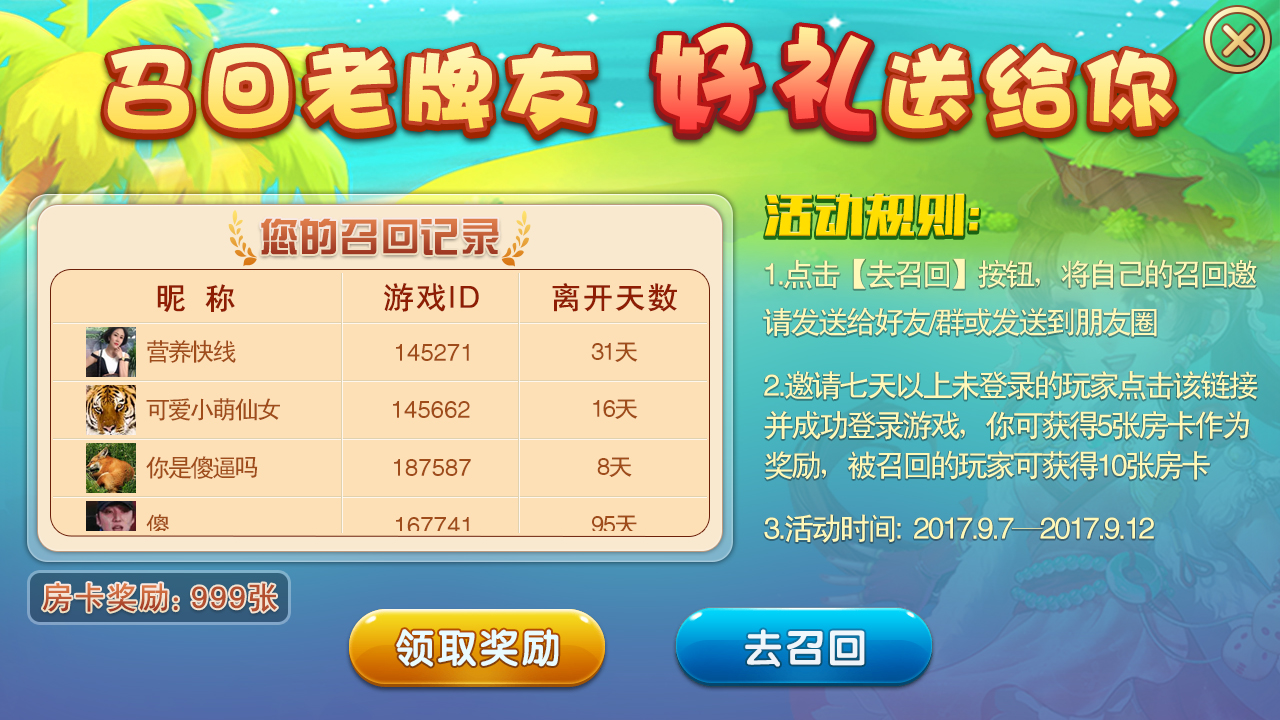 召回老牌友 好礼送给你
您的召回记录
昵 称 游戏ID 离开天数
营养快线 145271 31天
可爱小萌仙女 145662 16天
你是傻逼吗 187587 8天
傻 167741 95天
房卡奖励: 999张
活动规则:
1.点击【去召回】按钮，将自己的召回邀
请发送给好友/群或发送到朋友圈
2.邀请七天以上未登录的玩家点击该链接
并成功登录游戏，你可获得5张房卡作为
奖励，被召回的玩家可获得10张房卡
3.活动时间: 2017.9.7—2017.9.12
领取奖励 去召回